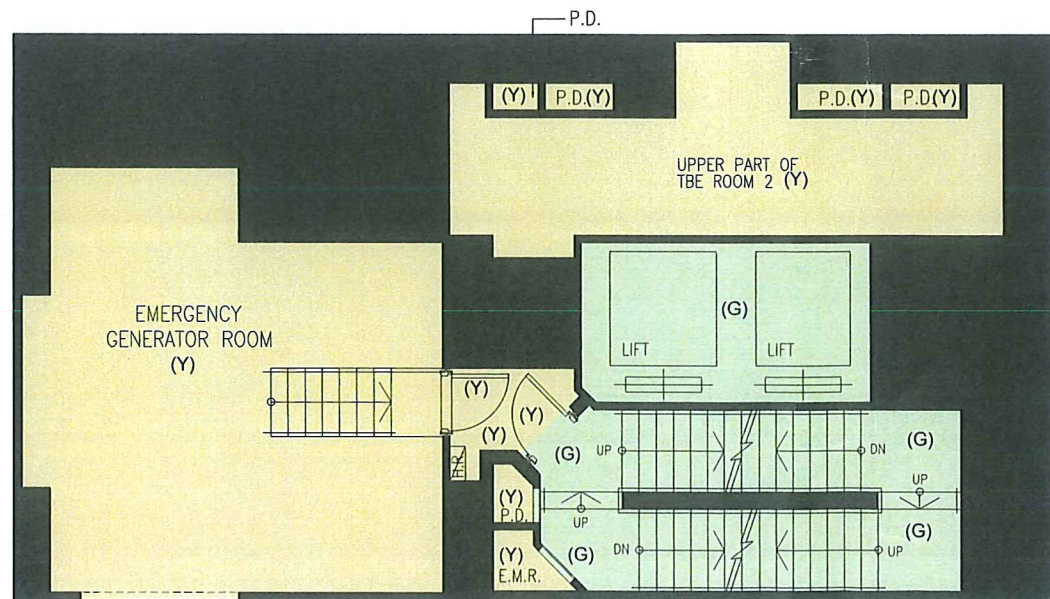 P.D.
(Y)
P.D.(Y)
P.D.(Y)
P.D.(Y)
UPPER PART OF
TBE ROOM 2 (Y)
EMERGENCY
GENERATOR ROOM
(Y)
(G)
LIFT
LIFT
(Y)
(Y)
(Y)
H.R.
(G)
UP
DN
(G)
UP
(Y)
P.D.
UP
(G)
DN
UP
(G)
(Y)
E.M.R.